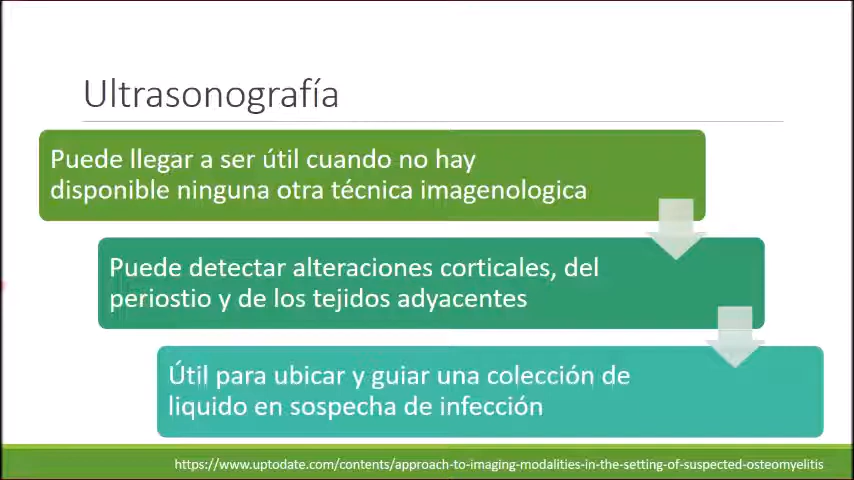 Ultrasonografía
Puede llegar a ser útil cuando no hay
disponible ninguna otra técnica imagenologica
Puede detectar alteraciones corticales, del
periostio y de los tejidos adyacentes
Útil para ubicar y guiar una colección de
liquido en sospecha de infección
https://www.uptodate.com/contents/approach-to-imaging-modalities-in-the-setting-of-suspected-osteomyelitis